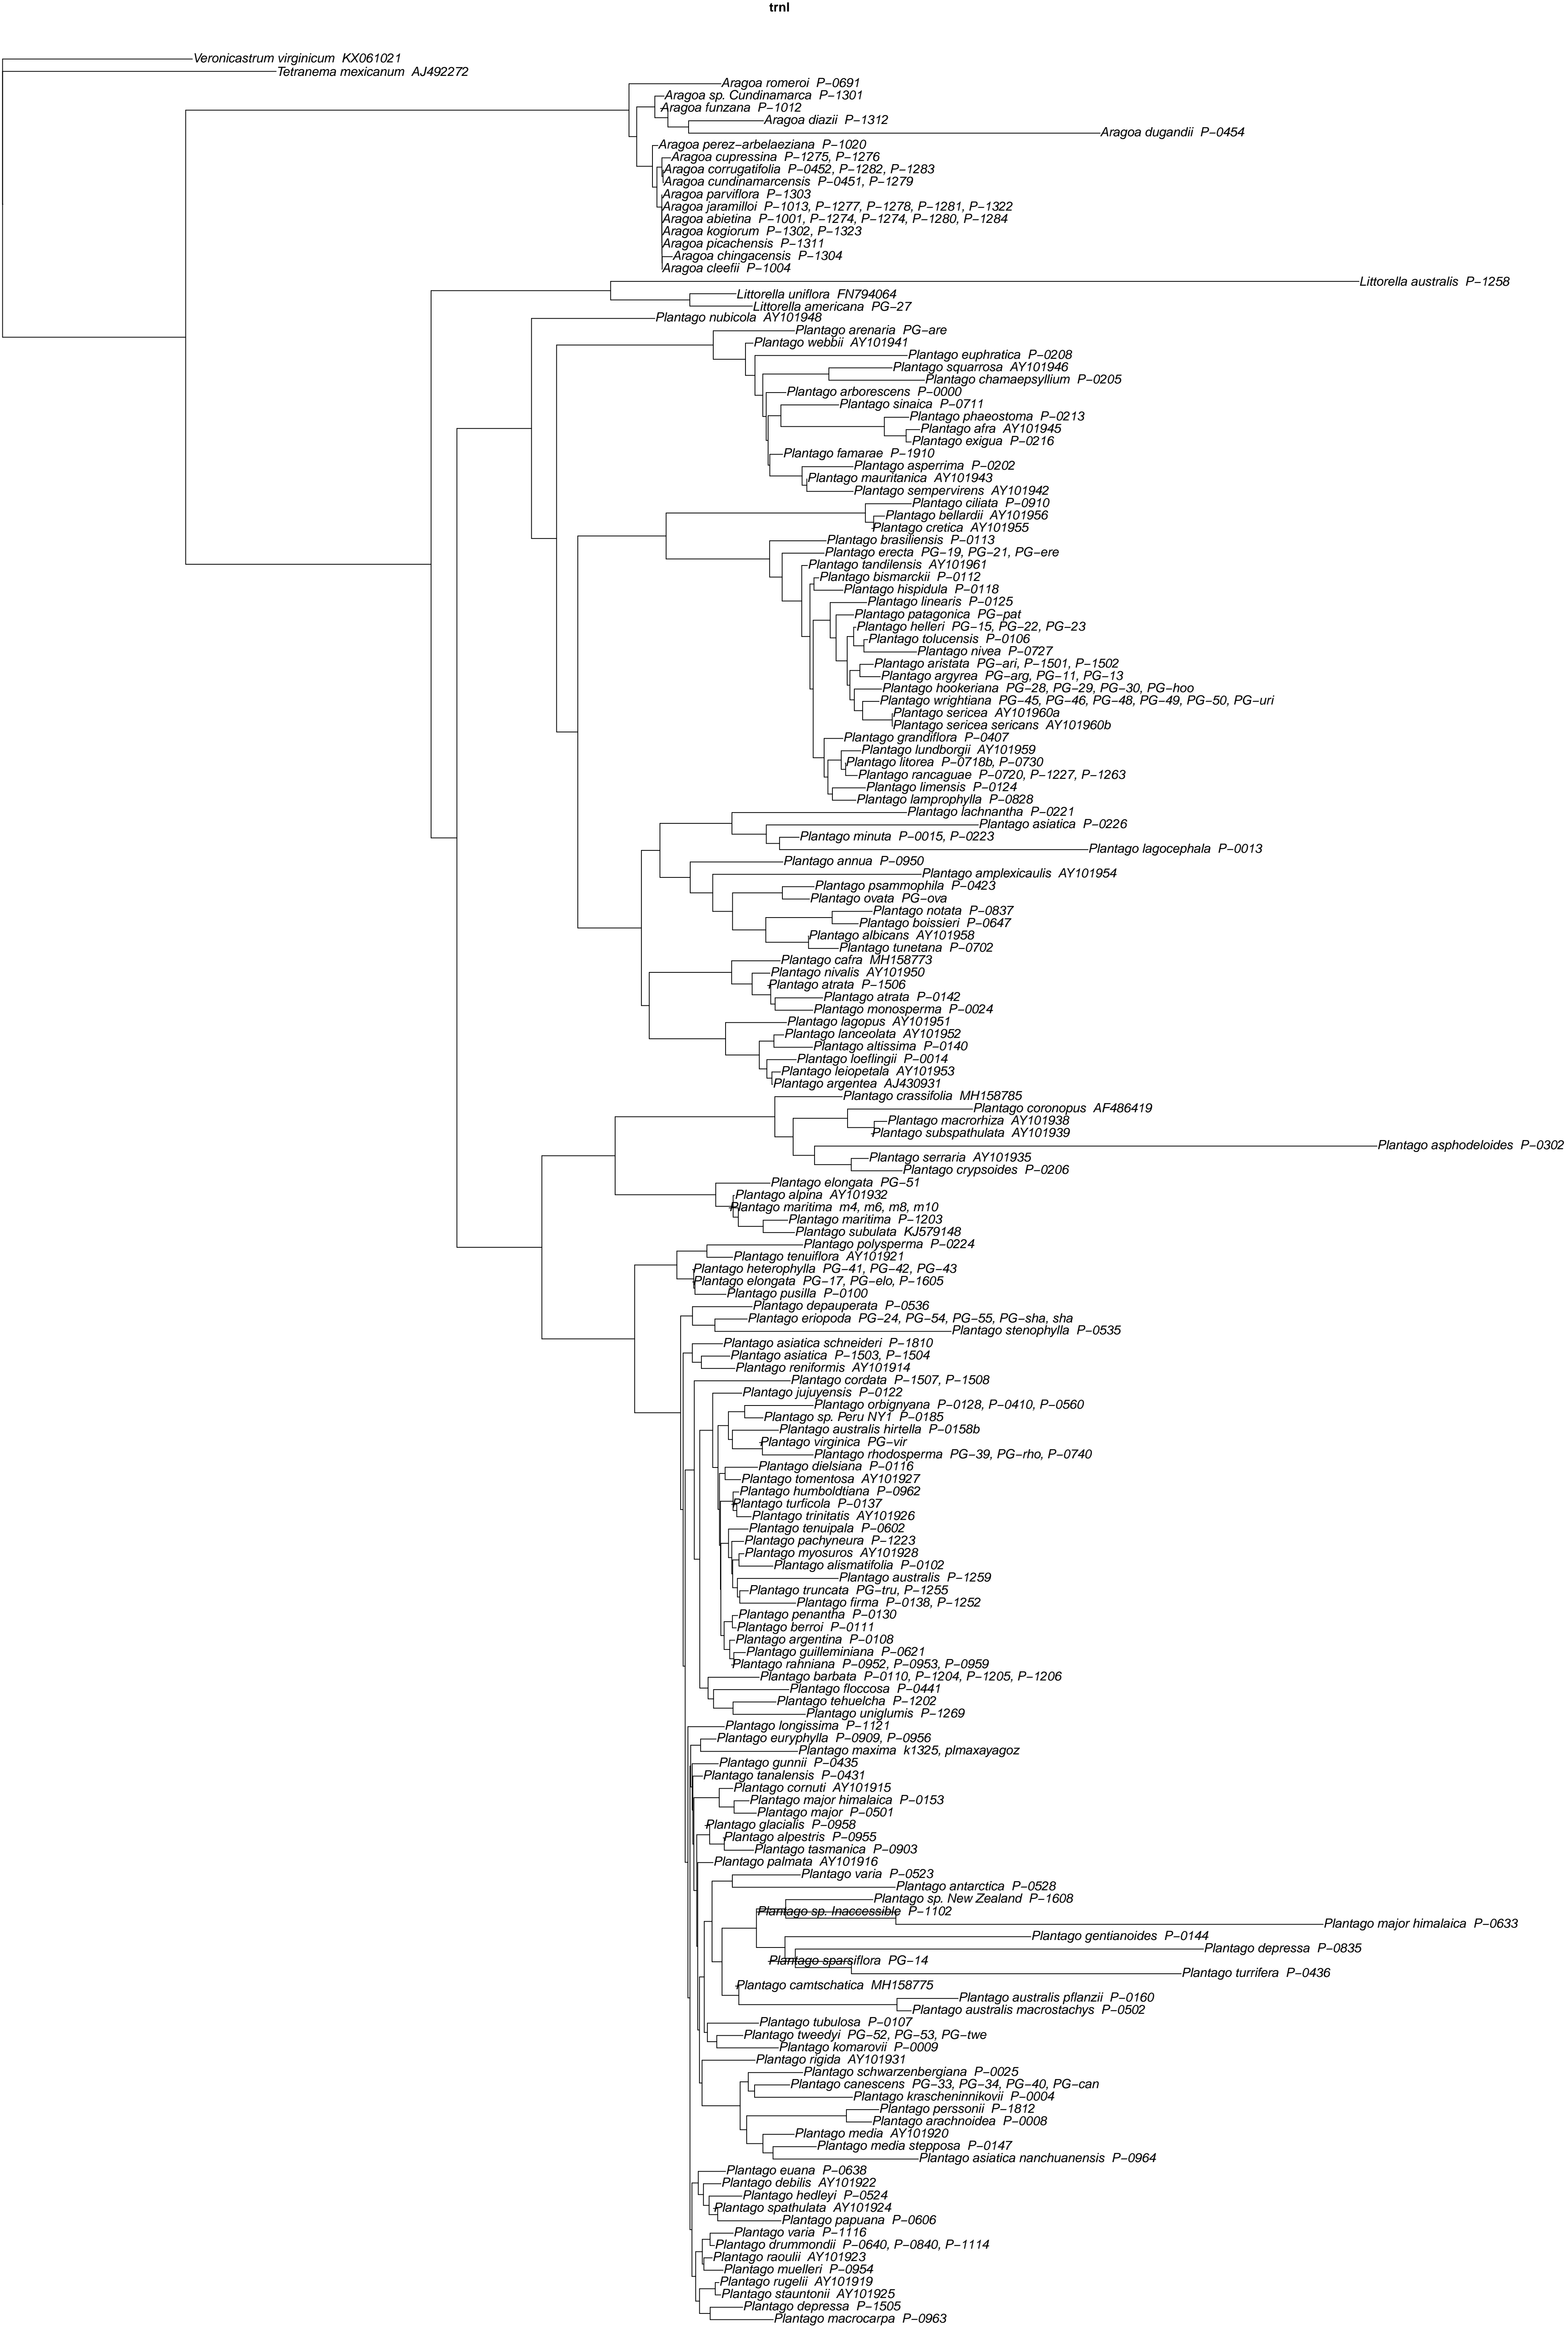 trnl
Veronicastrum virginicum KX061021
Tetranema mexicanum AJ492272
Aragoa romeroi P−0691
Aragoa sp. Cundinamarca P−1301
Aragoa funzana P−1012
Aragoa diazii P−1312
Aragoa dugandii P−0454
Aragoa perez−arbelaeziana P−1020
Aragoa cupressina P−1275, P−1276
Aragoa corrugatifolia P−0452, P−1282, P−1283
Aragoa cundinamarcensis P−0451, P−1279
Aragoa parviflora P−1303
Aragoa jaramilloi P−1013, P−1277, P−1278, P−1281, P−1322
Aragoa abietina P−1001, P−1274, P−1274, P−1280, P−1284
Aragoa kogiorum P−1302, P−1323
Aragoa picachensis P−1311
Aragoa chingacensis P−1304
Aragoa cleefii P−1004
Littorella australis P−1258
Littorella uniflora FN794064
Littorella americana PG−27
Plantago nubicola AY101948
Plantago arenaria PG−are
Plantago webbii AY101941
Plantago euphratica P−0208
Plantago squarrosa AY101946
Plantago chamaepsyllium P−0205
Plantago arborescens P−0000
Plantago sinaica P−0711
Plantago phaeostoma P−0213
Plantago afra AY101945
Plantago exigua P−0216
Plantago famarae P−1910
Plantago asperrima P−0202
Plantago mauritanica AY101943
Plantago sempervirens AY101942
Plantago ciliata P−0910
Plantago bellardii AY101956
Plantago cretica AY101955
Plantago brasiliensis P−0113
Plantago erecta PG−19, PG−21, PG−ere
Plantago tandilensis AY101961
Plantago bismarckii P−0112
Plantago hispidula P−0118
Plantago linearis P−0125
Plantago patagonica PG−pat
Plantago helleri PG−15, PG−22, PG−23
Plantago tolucensis P−0106
Plantago nivea P−0727
Plantago aristata PG−ari, P−1501, P−1502
Plantago argyrea PG−arg, PG−11, PG−13
Plantago hookeriana PG−28, PG−29, PG−30, PG−hoo
Plantago wrightiana PG−45, PG−46, PG−48, PG−49, PG−50, PG−uri
Plantago sericea AY101960a
Plantago sericea sericans AY101960b
Plantago grandiflora P−0407
Plantago lundborgii AY101959
Plantago litorea P−0718b, P−0730
Plantago rancaguae P−0720, P−1227, P−1263
Plantago limensis P−0124
Plantago lamprophylla P−0828
Plantago lachnantha P−0221
Plantago asiatica P−0226
Plantago minuta P−0015, P−0223
Plantago lagocephala P−0013
Plantago annua P−0950
Plantago amplexicaulis AY101954
Plantago psammophila P−0423
Plantago ovata PG−ova
Plantago notata P−0837
Plantago boissieri P−0647
Plantago albicans AY101958
Plantago tunetana P−0702
Plantago cafra MH158773
Plantago nivalis AY101950
Plantago atrata P−1506
Plantago atrata P−0142
Plantago monosperma P−0024
Plantago lagopus AY101951
Plantago lanceolata AY101952
Plantago altissima P−0140
Plantago loeflingii P−0014
Plantago leiopetala AY101953
Plantago argentea AJ430931
Plantago crassifolia MH158785
Plantago coronopus AF486419
Plantago macrorhiza AY101938
Plantago subspathulata AY101939
Plantago asphodeloides P−0302
Plantago serraria AY101935
Plantago crypsoides P−0206
Plantago elongata PG−51
Plantago alpina AY101932
Plantago maritima m4, m6, m8, m10
Plantago maritima P−1203
Plantago subulata KJ579148
Plantago polysperma P−0224
Plantago tenuiflora AY101921
Plantago heterophylla PG−41, PG−42, PG−43
Plantago elongata PG−17, PG−elo, P−1605
Plantago pusilla P−0100
Plantago depauperata P−0536
Plantago eriopoda PG−24, PG−54, PG−55, PG−sha, sha
Plantago stenophylla P−0535
Plantago asiatica schneideri P−1810
Plantago asiatica P−1503, P−1504
Plantago reniformis AY101914
Plantago cordata P−1507, P−1508
Plantago jujuyensis P−0122
Plantago orbignyana P−0128, P−0410, P−0560
Plantago sp. Peru NY1 P−0185
Plantago australis hirtella P−0158b
Plantago virginica PG−vir
Plantago rhodosperma PG−39, PG−rho, P−0740
Plantago dielsiana P−0116
Plantago tomentosa AY101927
Plantago humboldtiana P−0962
Plantago turficola P−0137
Plantago trinitatis AY101926
Plantago tenuipala P−0602
Plantago pachyneura P−1223
Plantago myosuros AY101928
Plantago alismatifolia P−0102
Plantago australis P−1259
Plantago truncata PG−tru, P−1255
Plantago firma P−0138, P−1252
Plantago penantha P−0130
Plantago berroi P−0111
Plantago argentina P−0108
Plantago guilleminiana P−0621
Plantago rahniana P−0952, P−0953, P−0959
Plantago barbata P−0110, P−1204, P−1205, P−1206
Plantago floccosa P−0441
Plantago tehuelcha P−1202
Plantago uniglumis P−1269
Plantago longissima P−1121
Plantago euryphylla P−0909, P−0956
Plantago maxima k1325, plmaxayagoz
Plantago gunnii P−0435
Plantago tanalensis P−0431
Plantago cornuti AY101915
Plantago major himalaica P−0153
Plantago major P−0501
Plantago glacialis P−0958
Plantago alpestris P−0955
Plantago tasmanica P−0903
Plantago palmata AY101916
Plantago varia P−0523
Plantago antarctica P−0528
Plantago sp. New Zealand P−1608
Plantago sp. Inaccessible P−1102
Plantago major himalaica P−0633
Plantago gentianoides P−0144
Plantago depressa P−0835
Plantago sparsiflora PG−14
Plantago turrifera P−0436
Plantago camtschatica MH158775
Plantago australis pflanzii P−0160
Plantago australis macrostachys P−0502
Plantago tubulosa P−0107
Plantago tweedyi PG−52, PG−53, PG−twe
Plantago komarovii P−0009
Plantago rigida AY101931
Plantago schwarzenbergiana P−0025
Plantago canescens PG−33, PG−34, PG−40, PG−can
Plantago krascheninnikovii P−0004
Plantago perssonii P−1812
Plantago arachnoidea P−0008
Plantago media AY101920
Plantago media stepposa P−0147
Plantago asiatica nanchuanensis P−0964
Plantago euana P−0638
Plantago debilis AY101922
Plantago hedleyi P−0524
Plantago spathulata AY101924
Plantago papuana P−0606
Plantago varia P−1116
Plantago drummondii P−0640, P−0840, P−1114
Plantago raoulii AY101923
Plantago muelleri P−0954
Plantago rugelii AY101919
Plantago stauntonii AY101925
Plantago depressa P−1505
Plantago macrocarpa P−0963